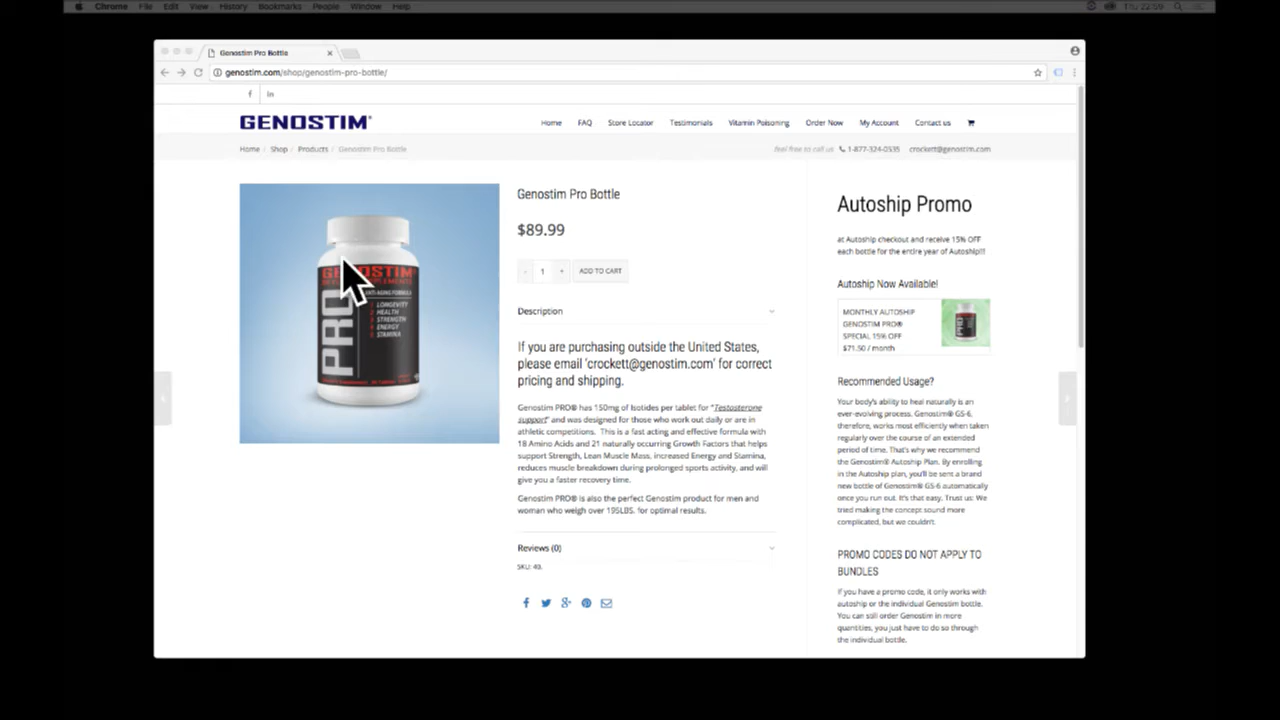 Chrome File Edit View History Bookmarks People Window Help
Thu 22:09
Genostim Pro Bottle
genostim.com/shop/genostim-pro-bottle/
GENOSTIM®
Home FAQ Store Locator Testimonials Vitamin Poisoning Order Now My Account Contact us
Home / Shop / Products / Genostim Pro Bottle
feel free to call us 1-877-324-0535 crockett@genostim.com
GENOSTIM
PRO
ANTI-AGING FORMULA
LONGEVITY
HEALTH
STRENGTH
ENERGY
STAMINA
Genostim Pro Bottle
$89.99
- 1 + ADD TO CART
Description
If you are purchasing outside the United States,
please email 'crockett@genostim.com' for correct
pricing and shipping.
Genostim PRO® has 150mg of Isotides per tablet for "Testosterone
support" and was designed for those who work out daily or are in
athletic competitions. This is a fast acting and effective formula with
18 Amino Acids and 21 naturally occurring Growth Factors that helps
support Strength, Lean Muscle Mass, increased Energy and Stamina,
reduces muscle breakdown during prolonged sports activity, and will
give you a faster recovery time.
Genostim PRO® is also the perfect Genostim product for men and
woman who weigh over 195LBS. for optimal results.
Reviews (0)
SKU: 40.
Autoship Promo
at Autoship checkout and receive 15% OFF
each bottle for the entire year of Autoship!!!
Autoship Now Available!
MONTHLY AUTOSHIP
GENOSTIM PRO®
SPECIAL 15% OFF
$71.50 / month
PRO
Recommended Usage?
Your body's ability to heal naturally is an
ever-evolving process. Genostim® GS-6,
therefore, works most efficiently when taken
regularly over the course of an extended
period of time. That's why we recommend
the Genostim® Autoship Plan. By enrolling
in the Autoship plan, you'll be sent a brand
new bottle of Genostim® GS-6 automatically
once you run out. It's that easy. Trust us: We
tried making the concept sound more
complicated, but we couldn't.
PROMO CODES DO NOT APPLY TO
BUNDLES
If you have a promo code, it only works with
autoship or the individual Genostim bottle.
You can still order Genostim in more
quantities, you just have to do so through
the individual bottle.